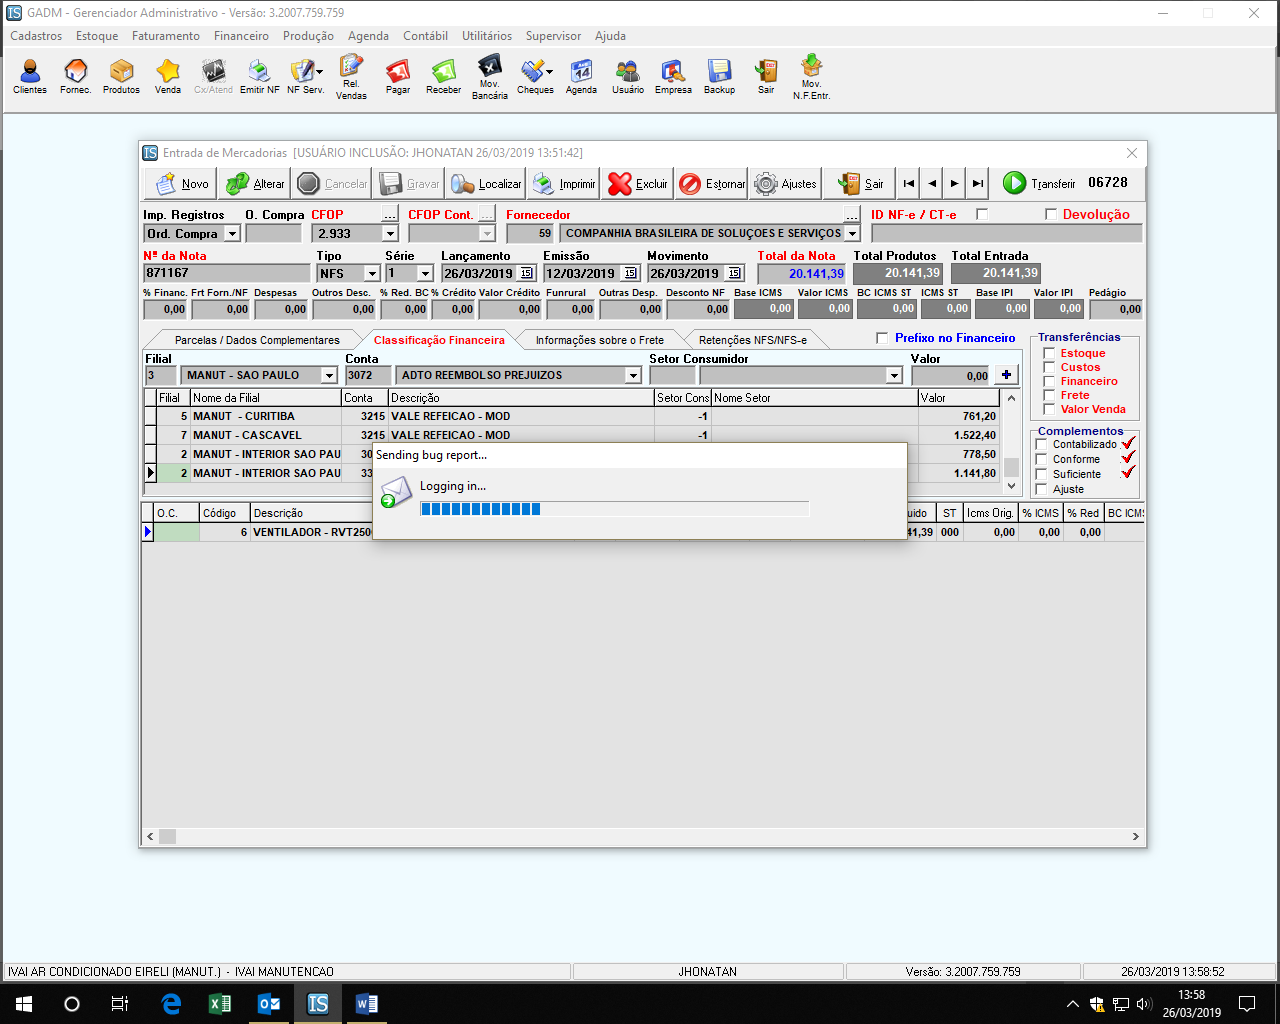 GADM - Gerenciador Administrativo - Versão: 3.2007.759.759
Cadastros Estoque Faturamento Financeiro Produção Agenda Contábil Utilitários Supervisor Ajuda
Clientes Fornec. Produtos Venda Cx/Atend Emitir NF NF Serv. Rel. Vendas Pagar Receber Mov. Bancária Cheques Agenda Usuário Empresa Backup Sair Mov. N.F.Entr.
Entrada de Mercadorias [USUÁRIO INCLUSÃO: JHONATAN 26/03/2019 13:51:42]
Novo Alterar Cancelar Gravar Localizar Imprimir Excluir Estornar Ajustes Sair Transferir 06728
Imp. Registros O. Compra CFOP ... CFOP Cont. ... Fornecedor ... ID NF-e / CT-e Devolução
Ord. Compra 2.933 59 COMPANHIA BRASILEIRA DE SOLUÇOES E SERVIÇOS
Nº da Nota Tipo Série Lançamento Emissão Movimento Total da Nota Total Produtos Total Entrada
871167 NFS 1 26/03/2019 15 12/03/2019 15 26/03/2019 15 20.141,39 20.141,39 20.141,39
% Financ. Frt Forn./NF Despesas Outros Desc. % Red. BC % Crédito Valor Crédito Funrural Outras Desp. Desconto NF Base ICMS Valor ICMS BC ICMS ST ICMS ST Base IPI Valor IPI Pedágio
0,00 0,00 0,00 0,00 0,00 0,00 0,00 0,00 0,00 0,00 0,00 0,00 0,00 0,00 0,00 0,00 0,00
Parcelas / Dados Complementares Classificação Financeira Informações sobre o Frete Retenções NFS/NFS-e Prefixo no Financeiro
Filial Conta Setor Consumidor Valor
3 MANUT - SAO PAULO 3072 ADTO REEMBOLSO PREJUIZOS 0,00 +
Filial Nome da Filial Conta Descrição Setor Cons Nome Setor Valor
5 MANUT - CURITIBA 3215 VALE REFEICAO - MOD -1 761,20
7 MANUT - CASCAVEL 3215 VALE REFEICAO - MOD -1 1.522,40
2 MANUT - INTERIOR SAO PAU 30 778,50
2 MANUT - INTERIOR SAO PAU 33 1.141,80
Transferências
Estoque
Custos
Financeiro
Frete
Valor Venda
Complementos
Contabilizado
Conforme
Suficiente
Ajuste
Sending bug report...
Logging in...
O.C. Código Descrição uido ST Icms Orig. % ICMS % Red BC ICMS
6 VENTILADOR - RVT250 41,39 000 0,00 0,00 0,00
IVAI AR CONDICIONADO EIRELI (MANUT.) - IVAI MANUTENCAO JHONATAN Versão: 3.2007.759.759 26/03/2019 13:58:52
13:58
26/03/2019